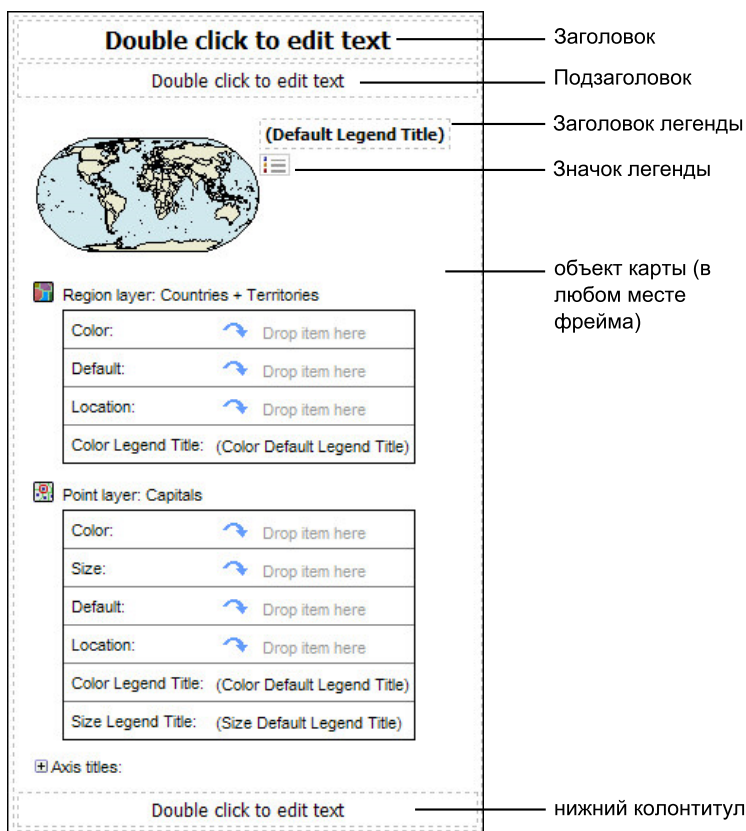 Double click to edit text
Заголовок
Double click to edit text
Подзаголовок
(Default Legend Title)
Заголовок легенды
Значок легенды
объект карты (в
любом месте
фрейма)
Region layer: Countries + Territories
Color: Drop item here
Default: Drop item here
Location: Drop item here
Color Legend Title: (Color Default Legend Title)
Point layer: Capitals
Color: Drop item here
Size: Drop item here
Default: Drop item here
Location: Drop item here
Color Legend Title: (Color Default Legend Title)
Size Legend Title: (Size Default Legend Title)
Axis titles:
Double click to edit text
нижний колонтитул